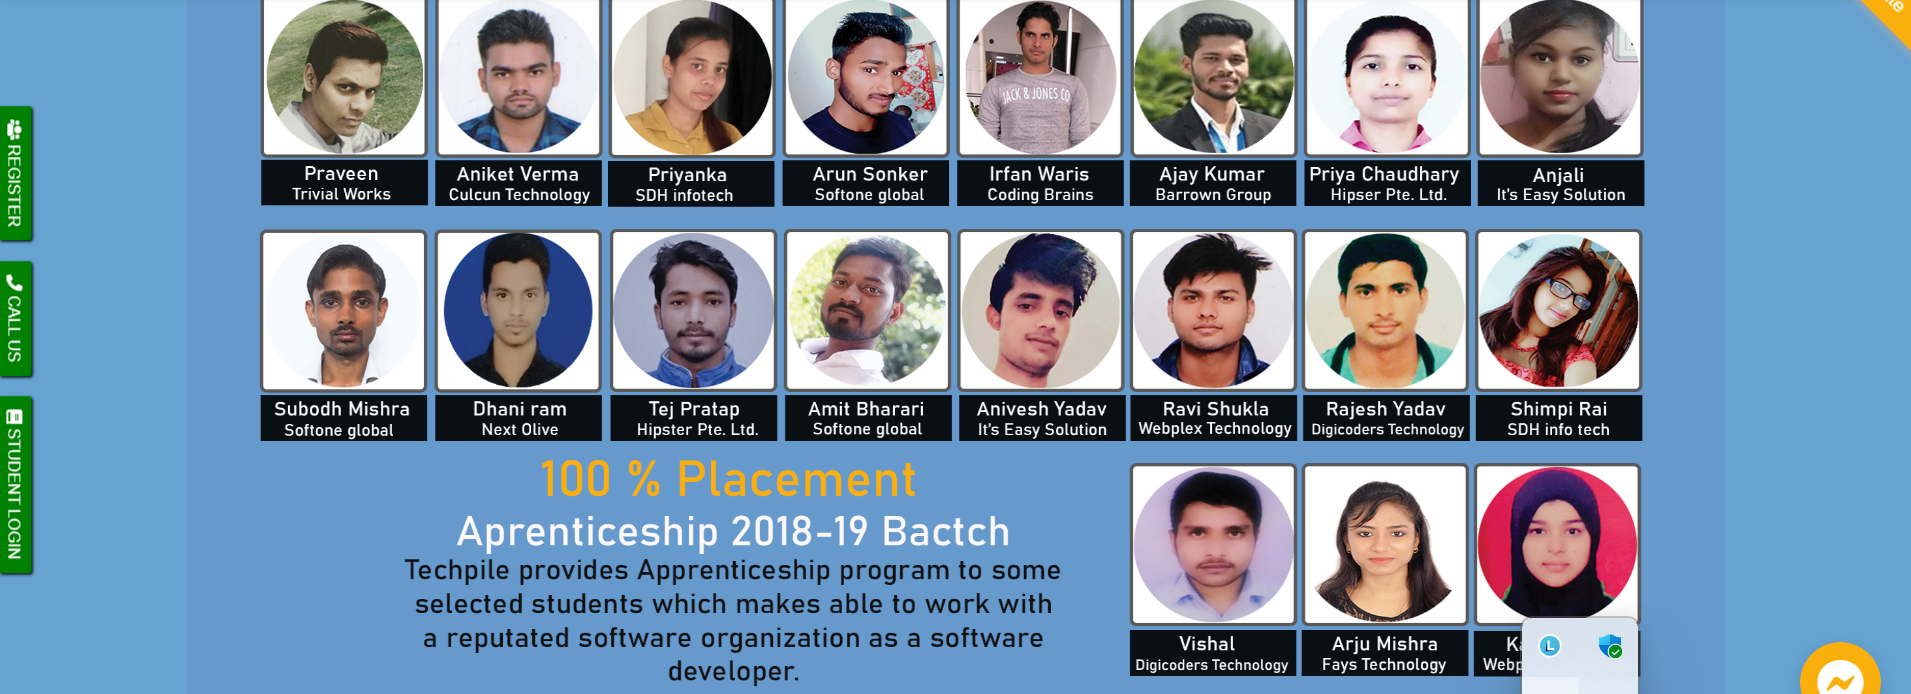 REGISTER
CALL US
STUDENT LOGIN
JACK & JONES CO
Praveen
Trivial Works
Aniket Verma
Culcun Technology
Priyanka
SDH infotech
Arun Sonker
Softone global
Irfan Waris
Coding Brains
Ajay Kumar
Barrown Group
Priya Chaudhary
Hipser Pte. Ltd.
Anjali
It's Easy Solution
Subodh Mishra
Softone global
Dhani ram
Next Olive
Tej Pratap
Hipster Pte. Ltd.
Amit Bharari
Softone global
Anivesh Yadav
It's Easy Solution
Ravi Shukla
Webplex Technology
Rajesh Yadav
Digicoders Technology
Shimpi Rai
SDH info tech
100 % Placement
Aprenticeship 2018-19 Bactch
Techpile provides Apprenticeship program to some
selected students which makes able to work with
a reputated software organization as a software
developer.
Vishal
Digicoders Technology
Arju Mishra
Fays Technology
L